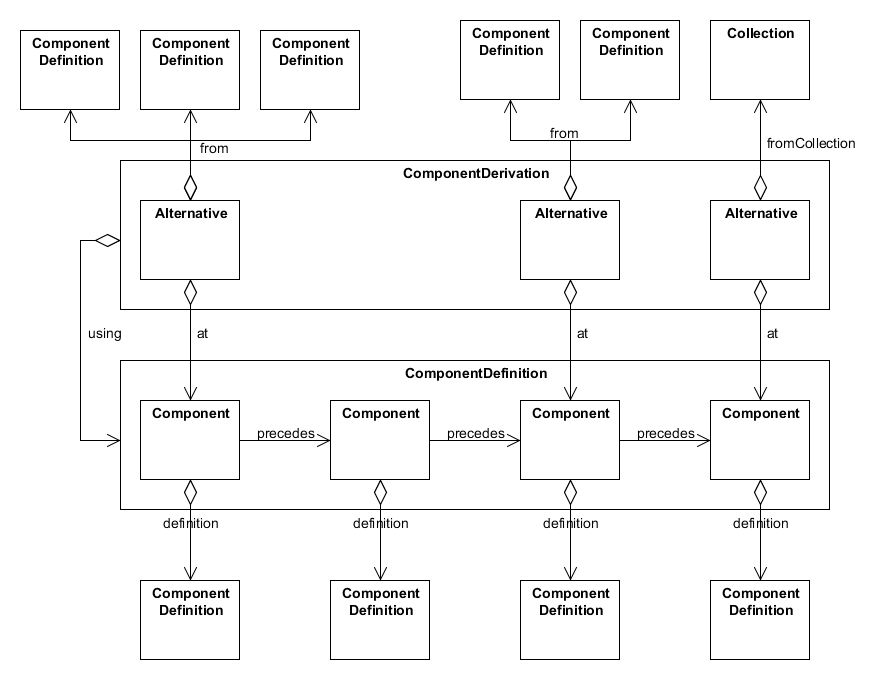 Component
Definition
Component
Definition
Component
Definition
Component
Definition
Component
Definition
Collection
from
from
fromCollection
ComponentDerivation
Alternative
Alternative
Alternative
using
at
at
at
ComponentDefinition
Component
Component
Component
Component
precedes
precedes
precedes
definition
definition
definition
definition
Component
Definition
Component
Definition
Component
Definition
Component
Definition